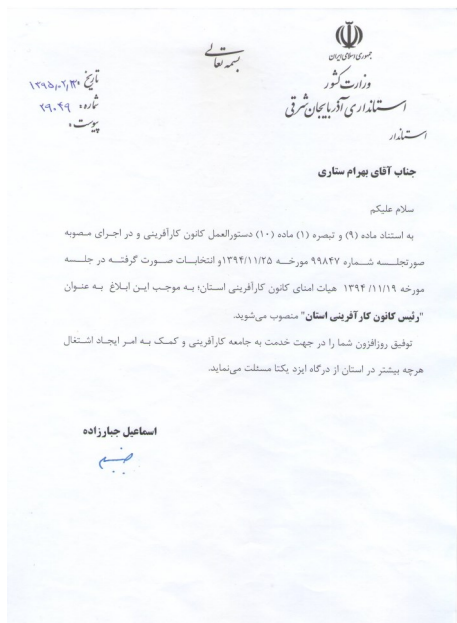 بسمه تعالی
جمهوری اسلامی ایران
وزارت کشور
استانداری آذربایجان شرقی
استاندار
تاریخ: ۱۳۹۵/۰۲/۳۰
شماره: ۲۹۰۴۹
پیوست:
جناب آقای بهرام ستاری
سلام علیکم
به استناد ماده (۹) و تبصره (۱) ماده (۱۰) دستورالعمل کانون کارآفرینی و در اجرای مصوبه
صورتجلسه شماره ۹۹۸۴۷ مورخه ۱۳۹۴/۱۱/۲۵ و انتخابات صورت گرفته در جلسه
مورخه ۱۳۹۴/۱۱/۱۹ هیات امنای کانون کارآفرینی استان؛ به موجب این ابلاغ به عنوان
"رئیس کانون کارآفرینی استان" منصوب می‌شوید.
توفیق روزافزون شما را در جهت خدمت به جامعه کارآفرینی و کمک به امر ایجاد اشتغال
هرچه بیشتر در استان از درگاه ایزد یکتا مسئلت می‌نماید.
اسماعیل جبارزاده